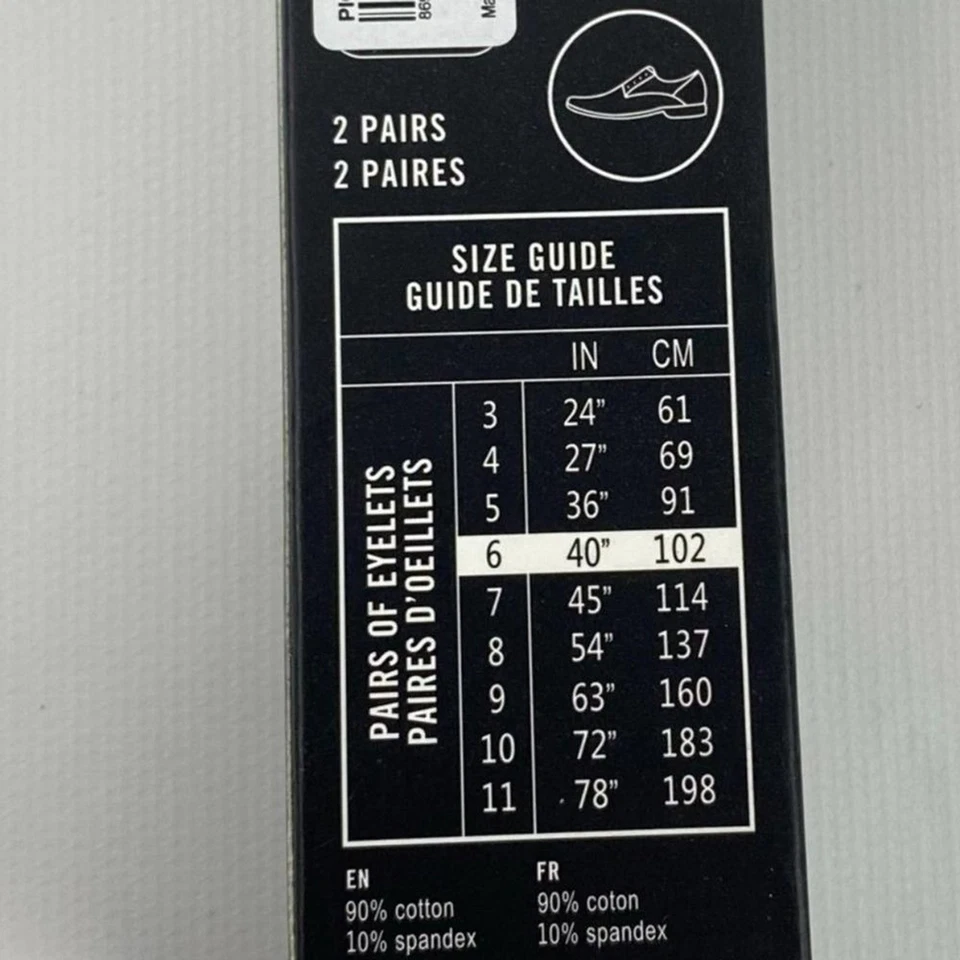 2 PAIRS
2 PAIRES
SIZE GUIDE
GUIDE DE TAILLES
IN CM
PAIRS OF EYELETS
PAIRES D'OEILLETS
3 24" 61
4 27" 69
5 36" 91
6 40" 102
7 45" 114
8 54" 137
9 63" 160
10 72" 183
11 78" 198
EN
90% cotton
10% spandex
FR
90% coton
10% spandex